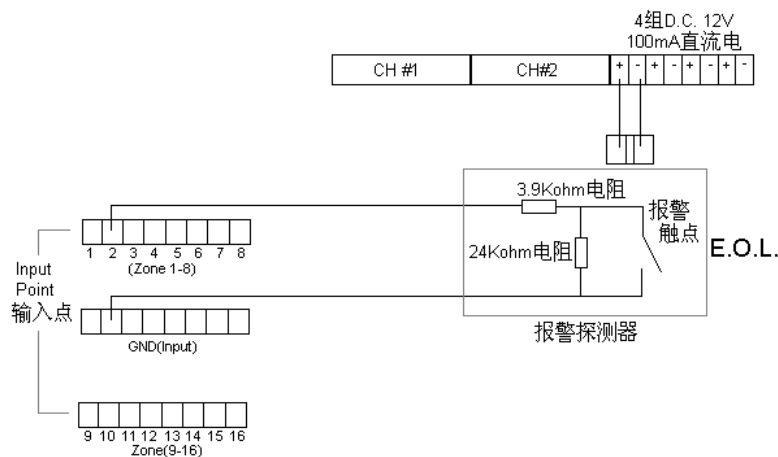 4组D.C. 12V
100mA直流电
CH #1 CH#2 + - + - + - + -
3.9Kohm电阻
报警
触点
24Kohm电阻
E.O.L.
1 2 3 4 5 6 7 8
(Zone 1-8)
Input
Point
输入点
GND(Input)
报警探测器
9 10 11 12 13 14 15 16
Zone(9-16)